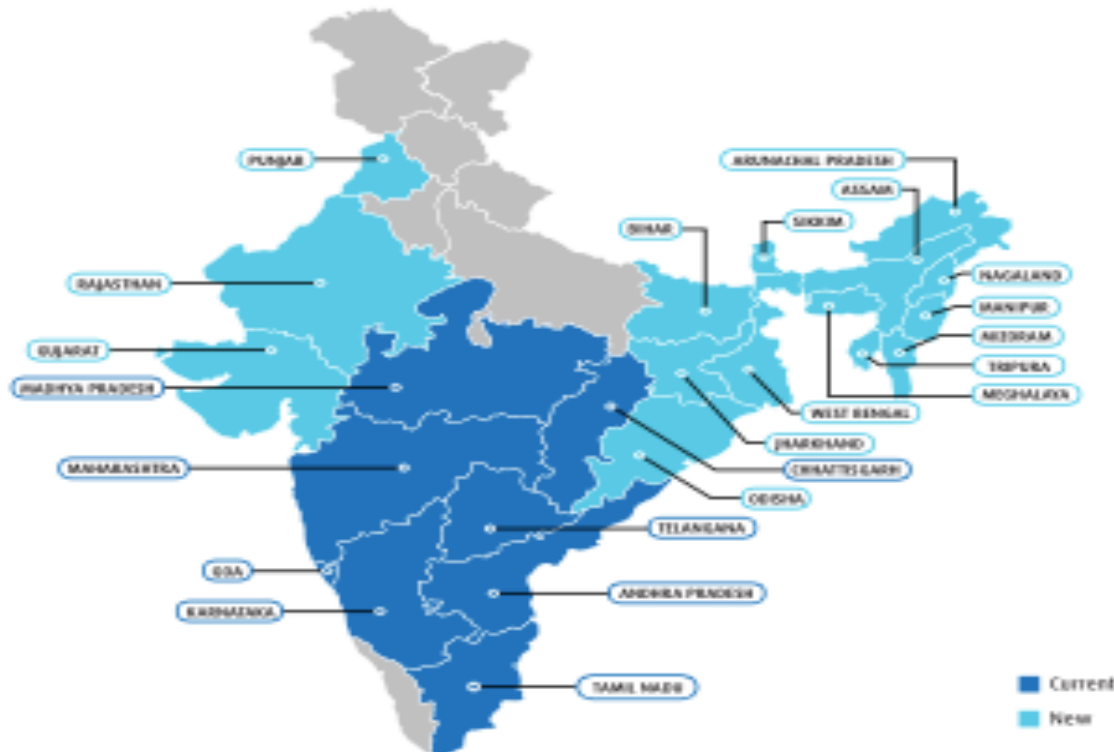 PUNJAB
ARUNACHAL PRADESH
ASSAM
SIKKIM
BIHAR
NAGALAND
RAJASTHAN
MANIPUR
MIZORAM
GUJARAT
TRIPURA
MADHYA PRADESH
MEGHALAYA
WEST BENGAL
JHARKHAND
MAHARASHTRA
CHHATTISGARH
ODISHA
TELANGANA
GOA
ANDHRA PRADESH
KARNATAKA
TAMIL NADU
Current
New